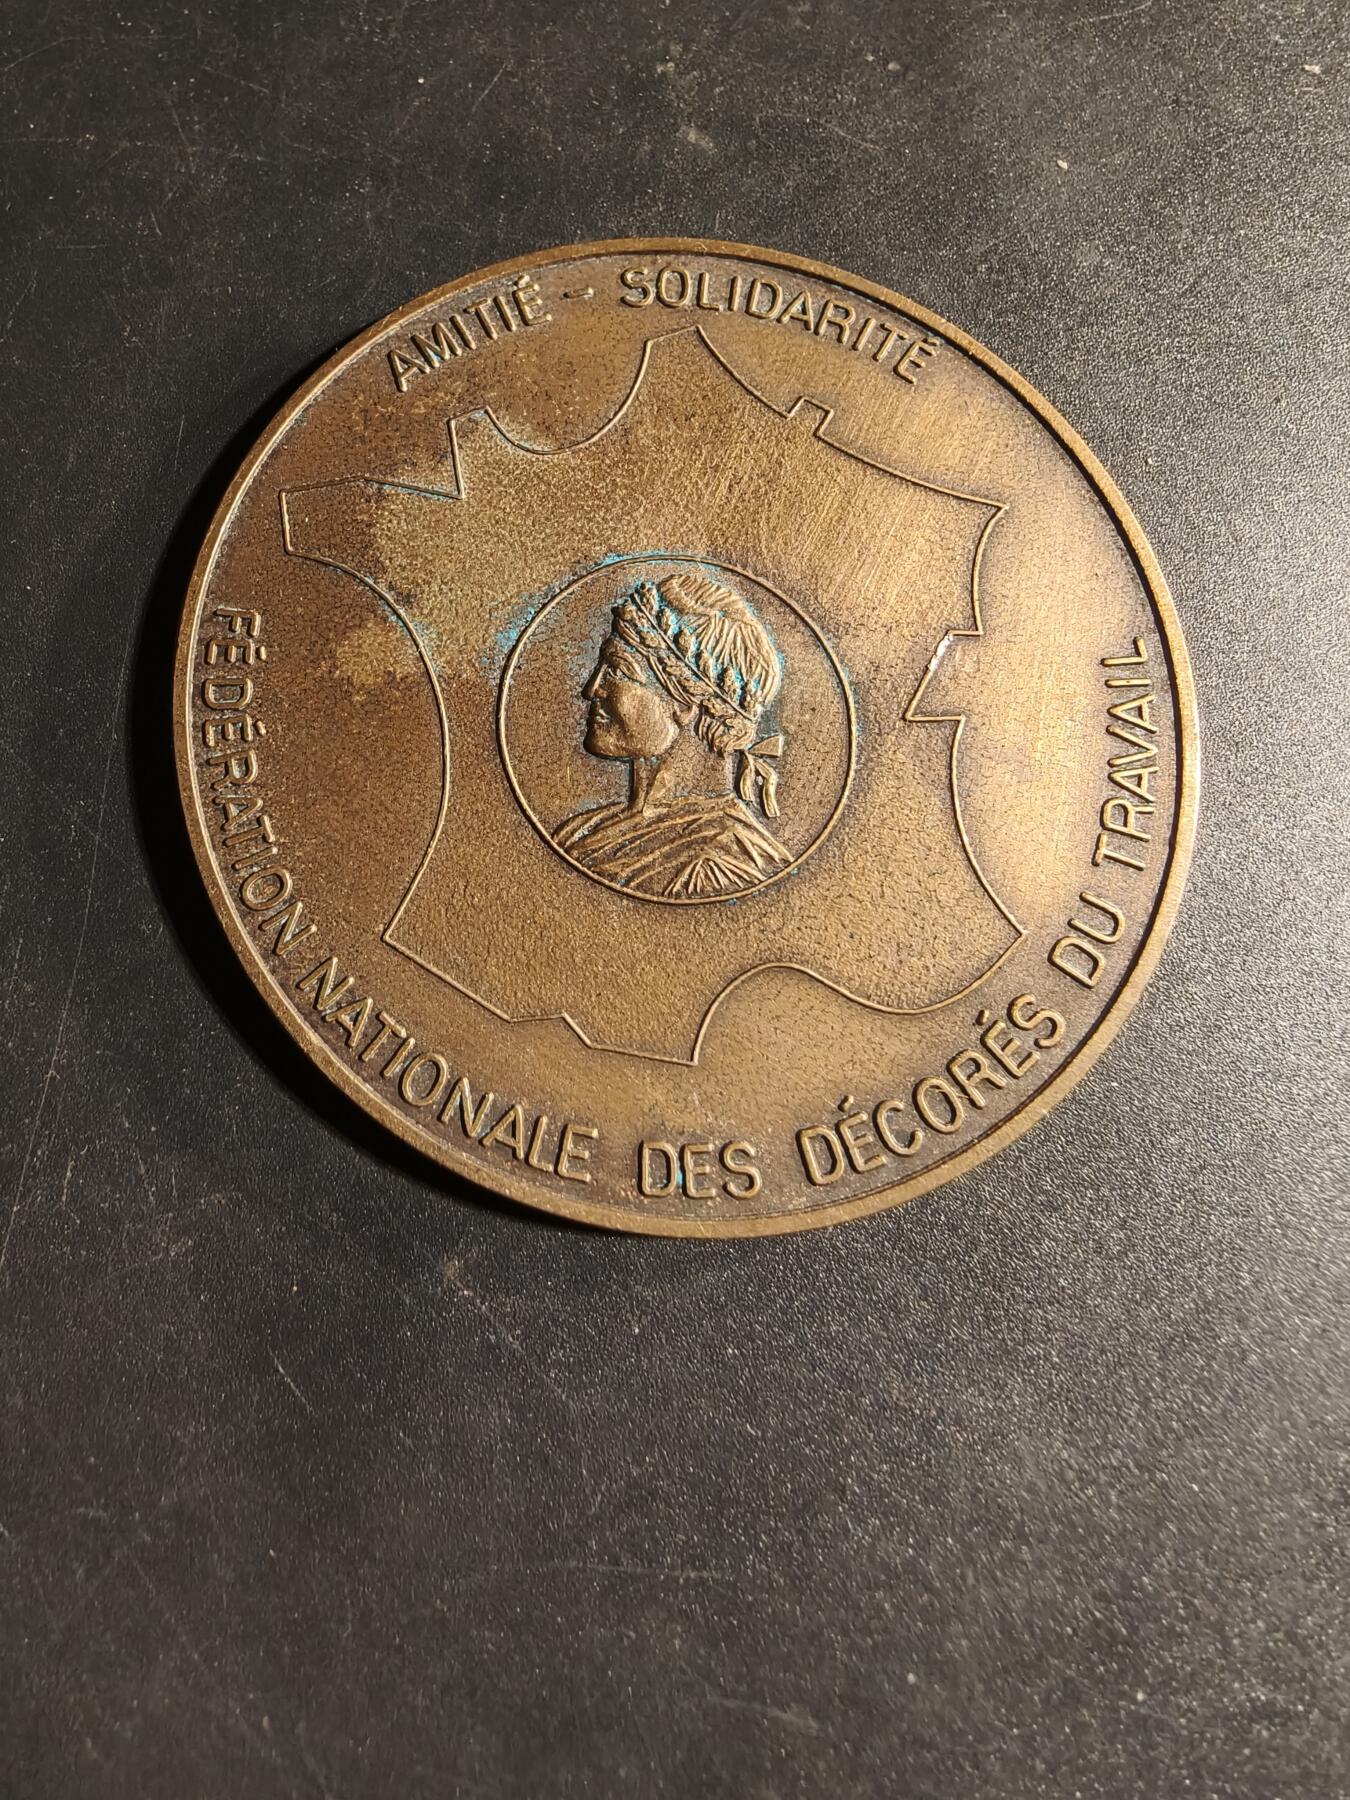 AMITIÉ - SOLIDARITÉ
FÉDÉRATION NATIONALE DES DÉCORÉS DU TRAVAIL